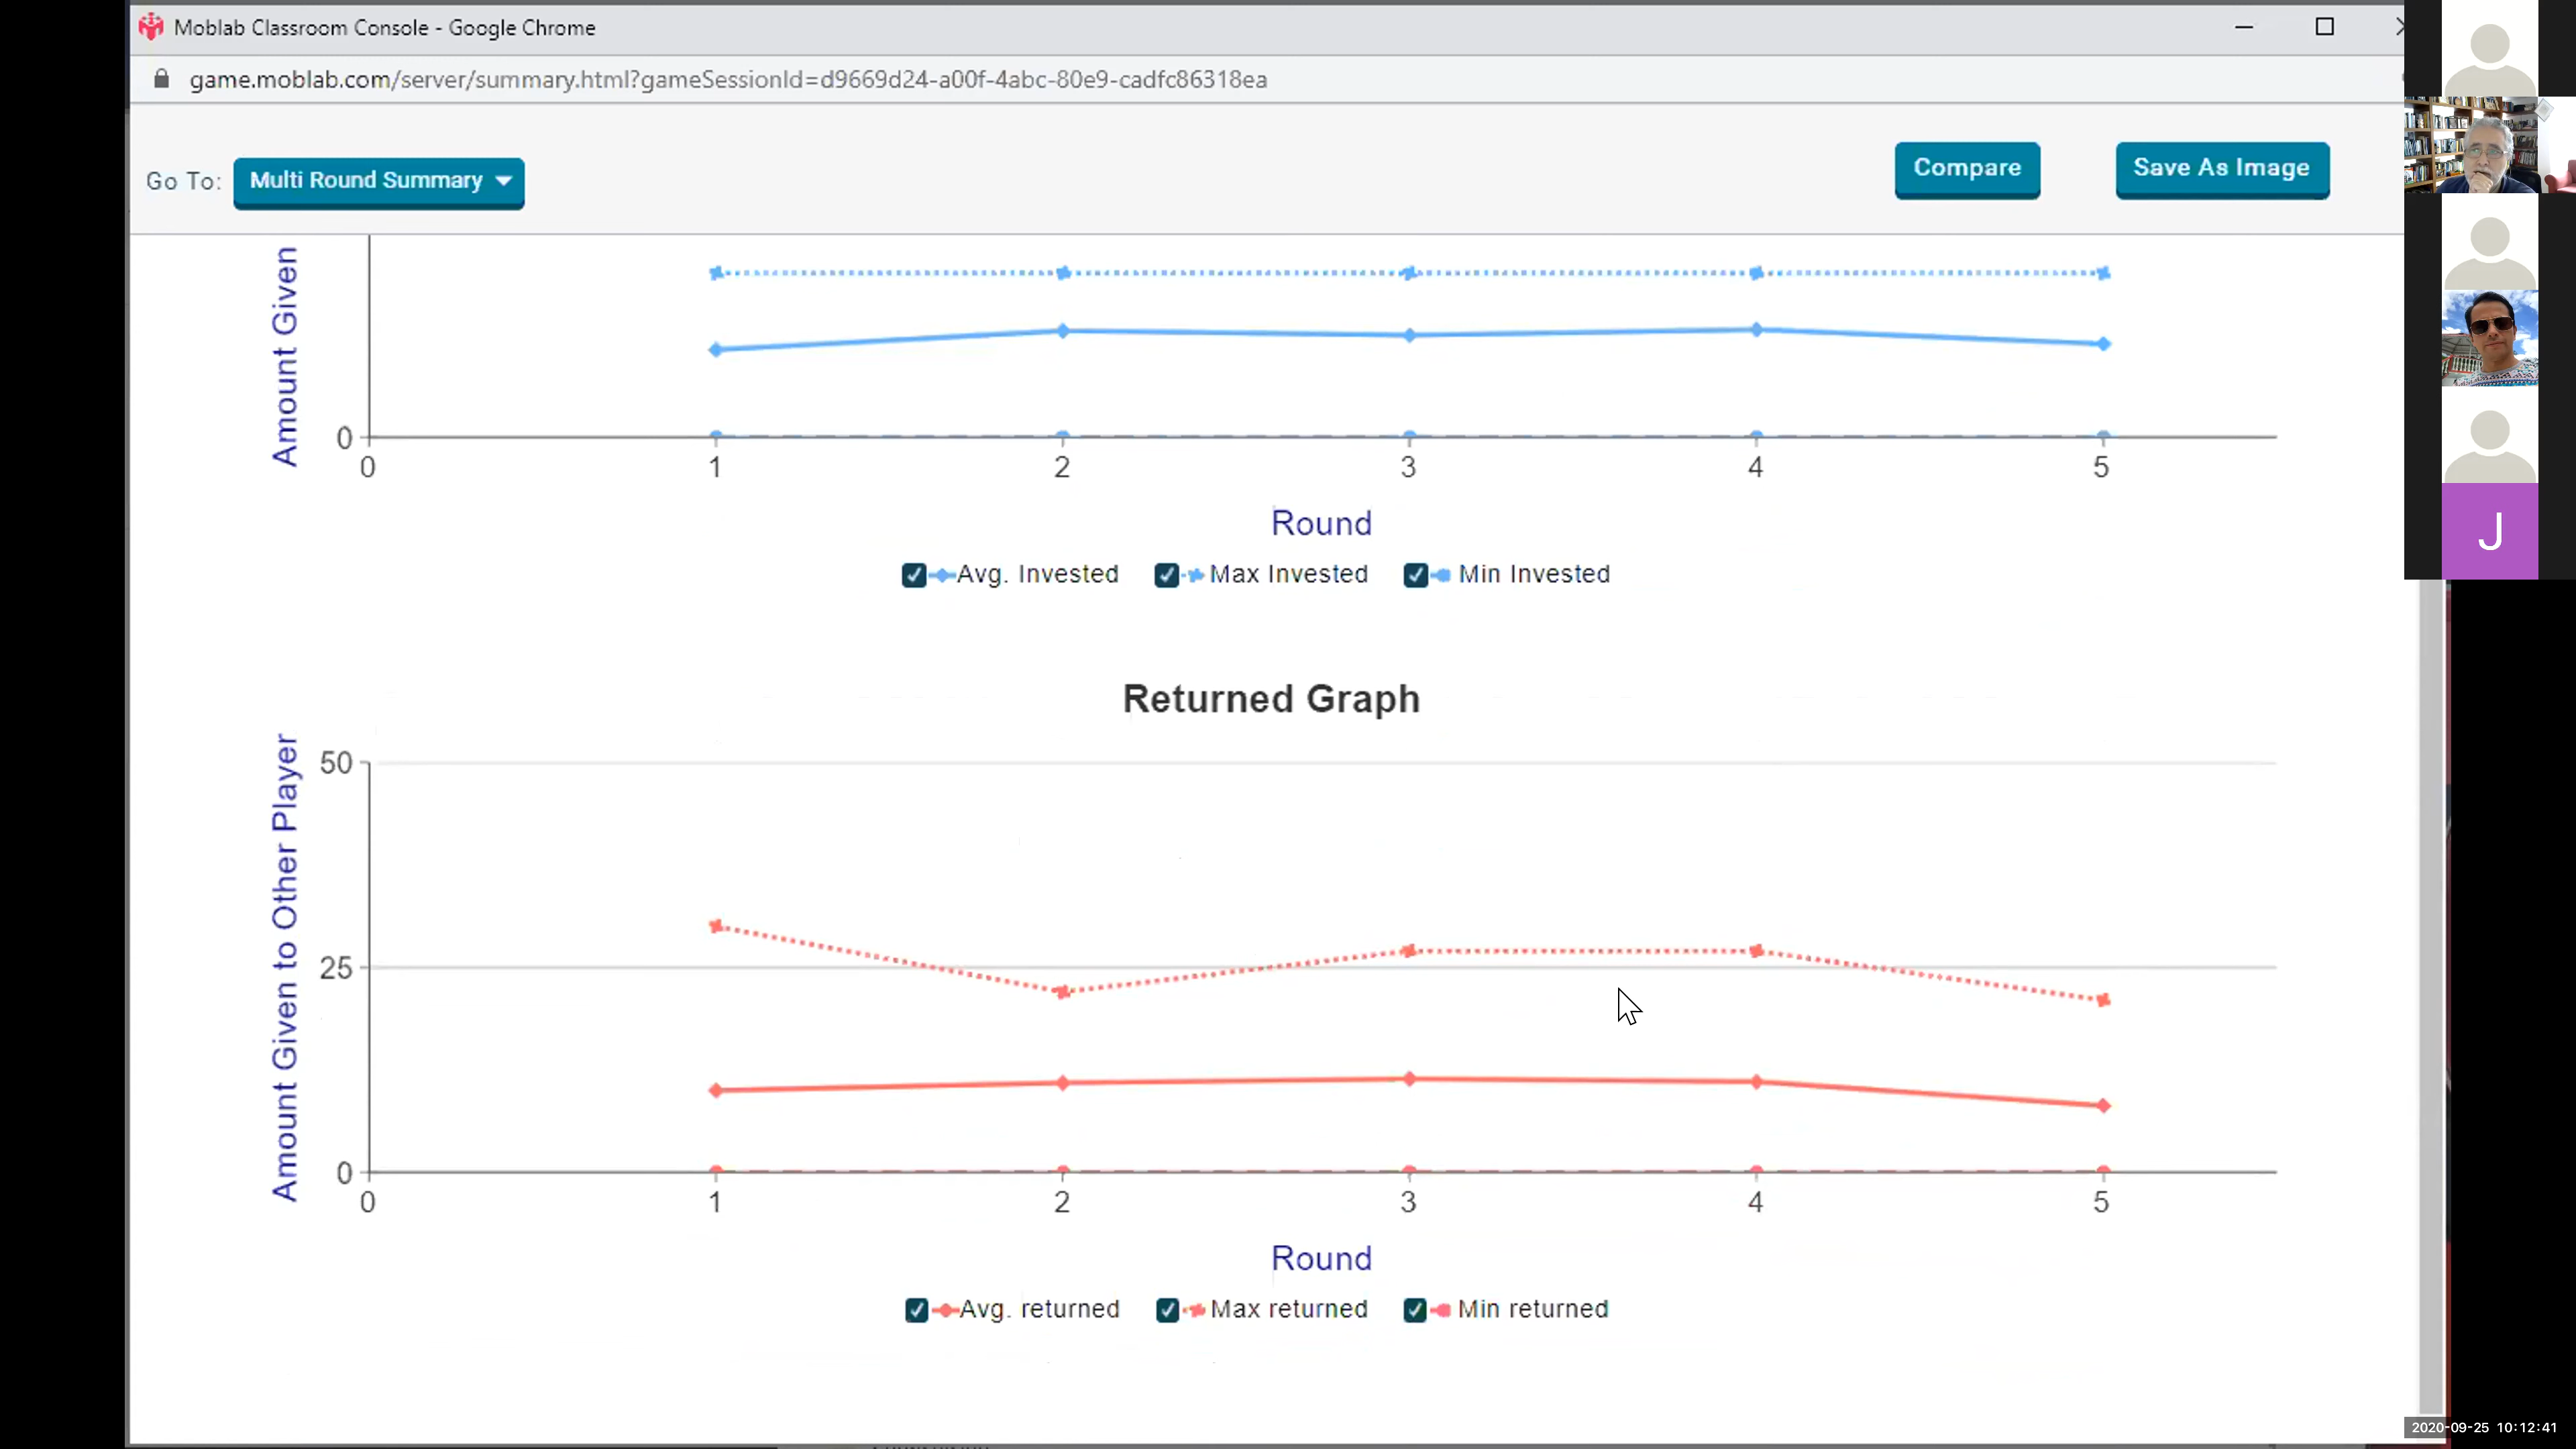 Moblab Classroom Console - Google Chrome
game.moblab.com/server/summary.html?gameSessionId=d9669d24-a00f-4abc-80e9-cadfc86318ea
Go To: Multi Round Summary Compare Save As Image
Amount Given
0
0 1 2 3 4 5
Round
Avg. Invested Max Invested Min Invested
Returned Graph
Amount Given to Other Player
50
25
0
0 1 2 3 4 5
Round
Avg. returned Max returned Min returned
J
2020-09-25 10:12:41